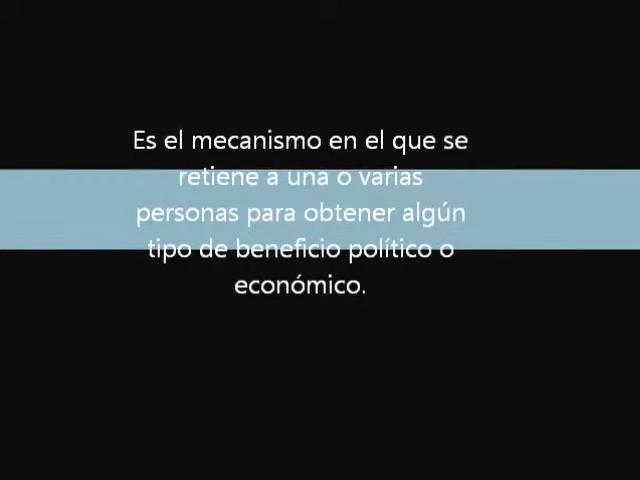 Es el mecanismo en el que se
retiene a una o varias
personas para obtener algún
tipo de beneficio político o
económico.